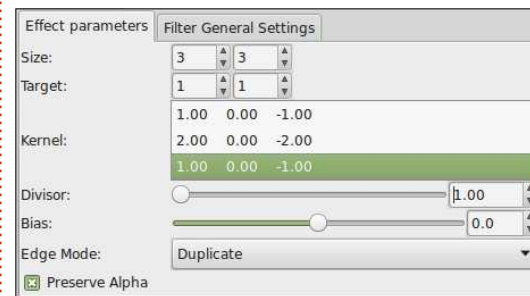 Effect parameters Filter General Settings
Size: 3 3
Target: 1 1
Kernel:
1.00 0.00 -1.00
2.00 0.00 -2.00
1.00 0.00 -1.00
Divisor: 1.00
Bias: 0.0
Edge Mode: Duplicate
Preserve Alpha